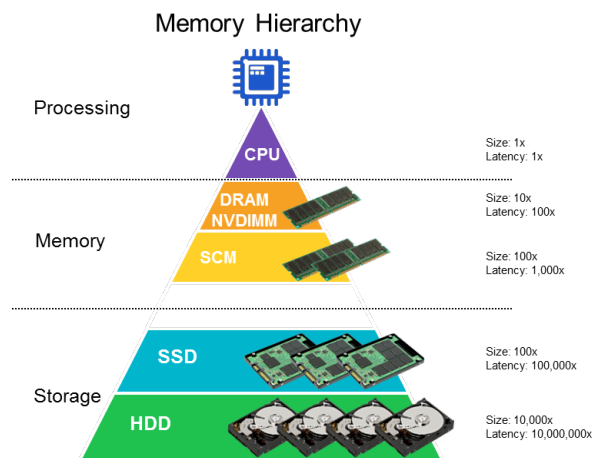 Memory Hierarchy
Processing
CPU
Size: 1x
Latency: 1x
DRAM
NVDIMM
Size: 10x
Latency: 100x
Memory
SCM
Size: 100x
Latency: 1,000x
SSD
Size: 100x
Latency: 100,000x
Storage
HDD
Size: 10,000x
Latency: 10,000,000x